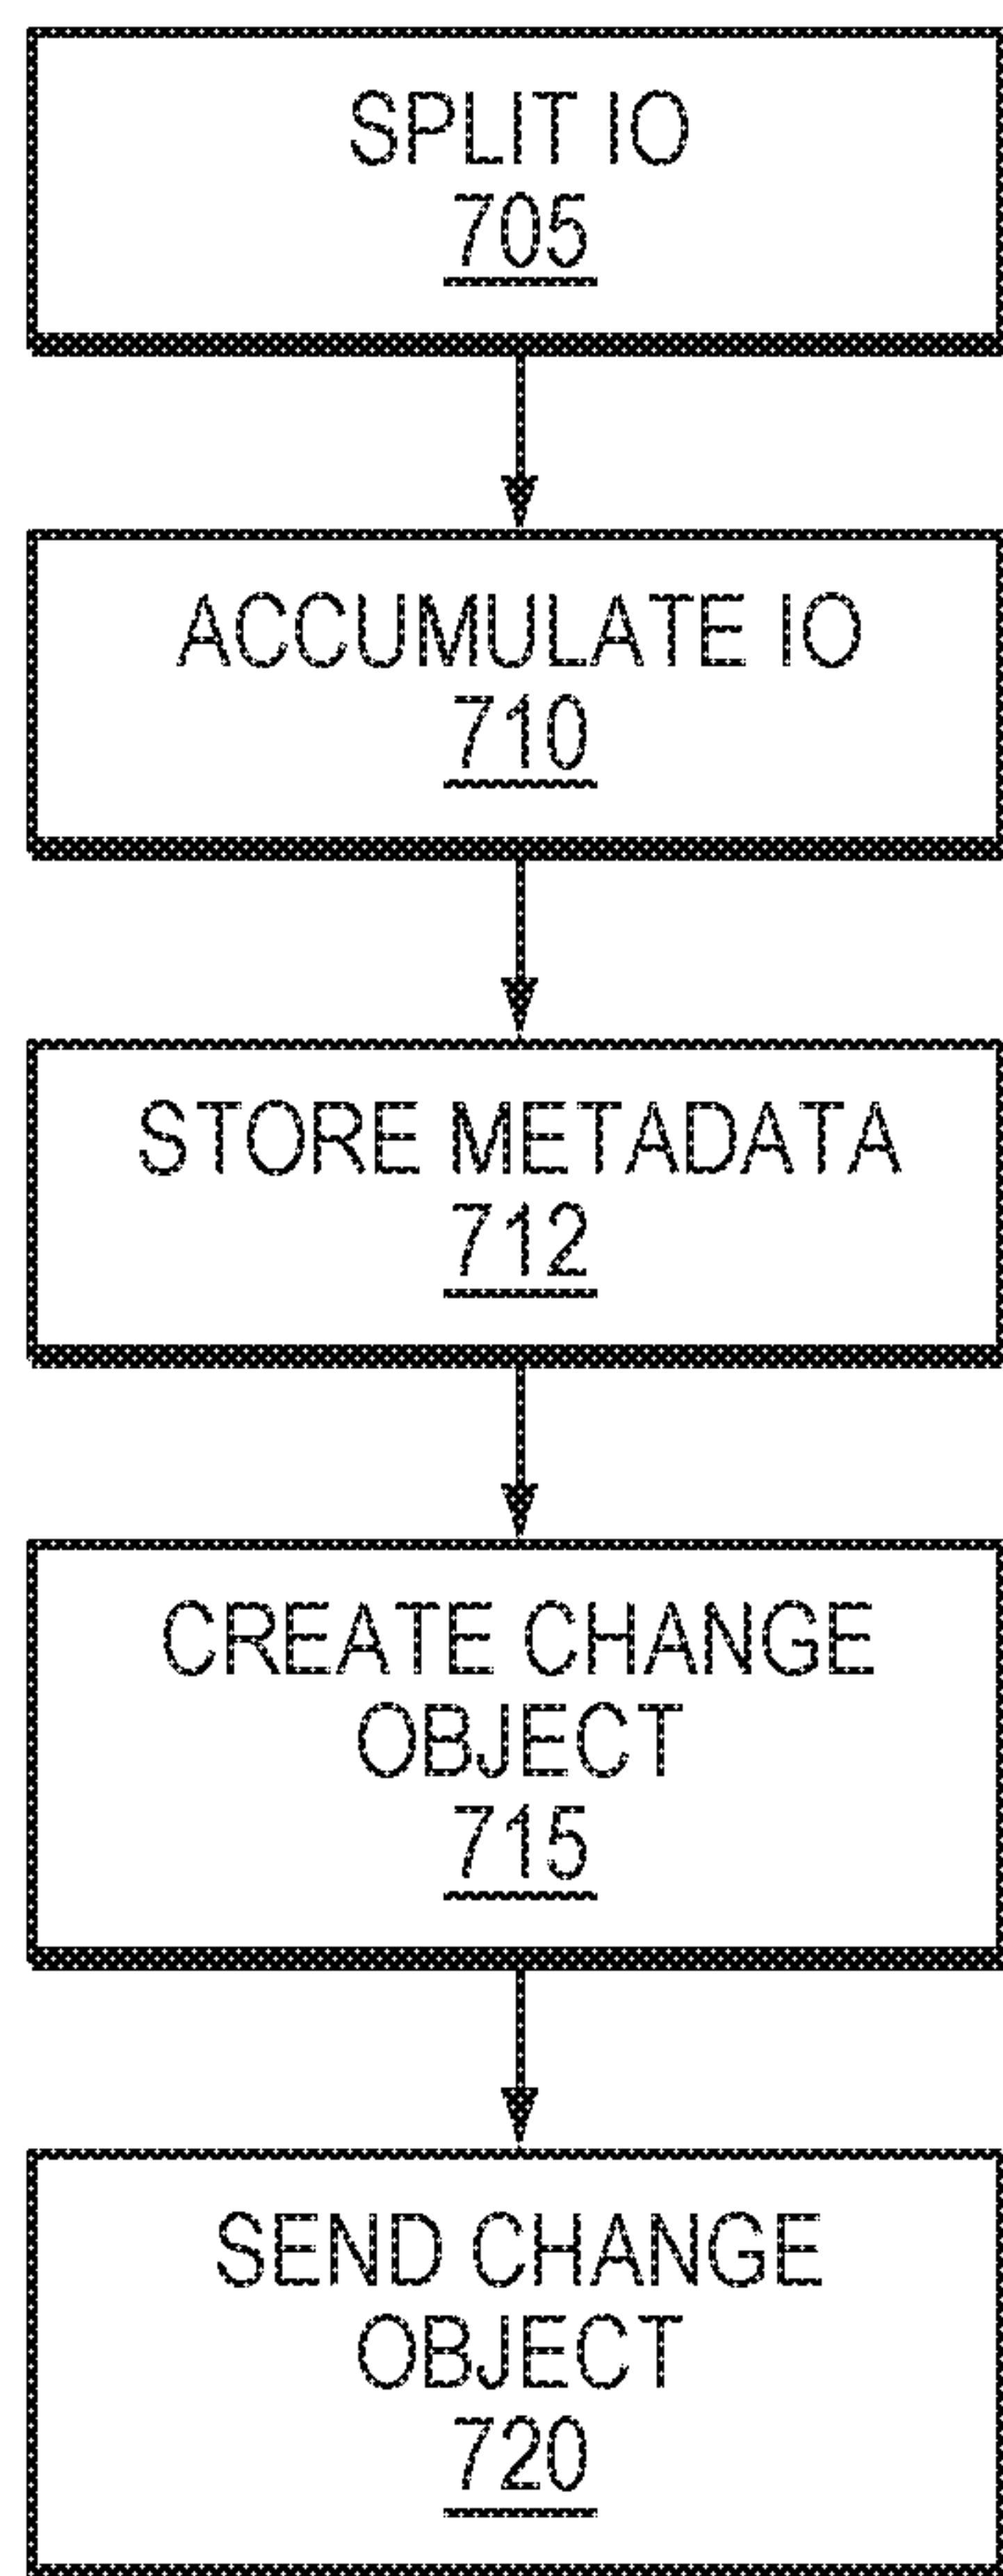 SPLIT IO
705
ACCUMULATE IO
710
STORE METADATA
712
CREATE CHANGE
OBJECT
715
SEND CHANGE
OBJECT
720